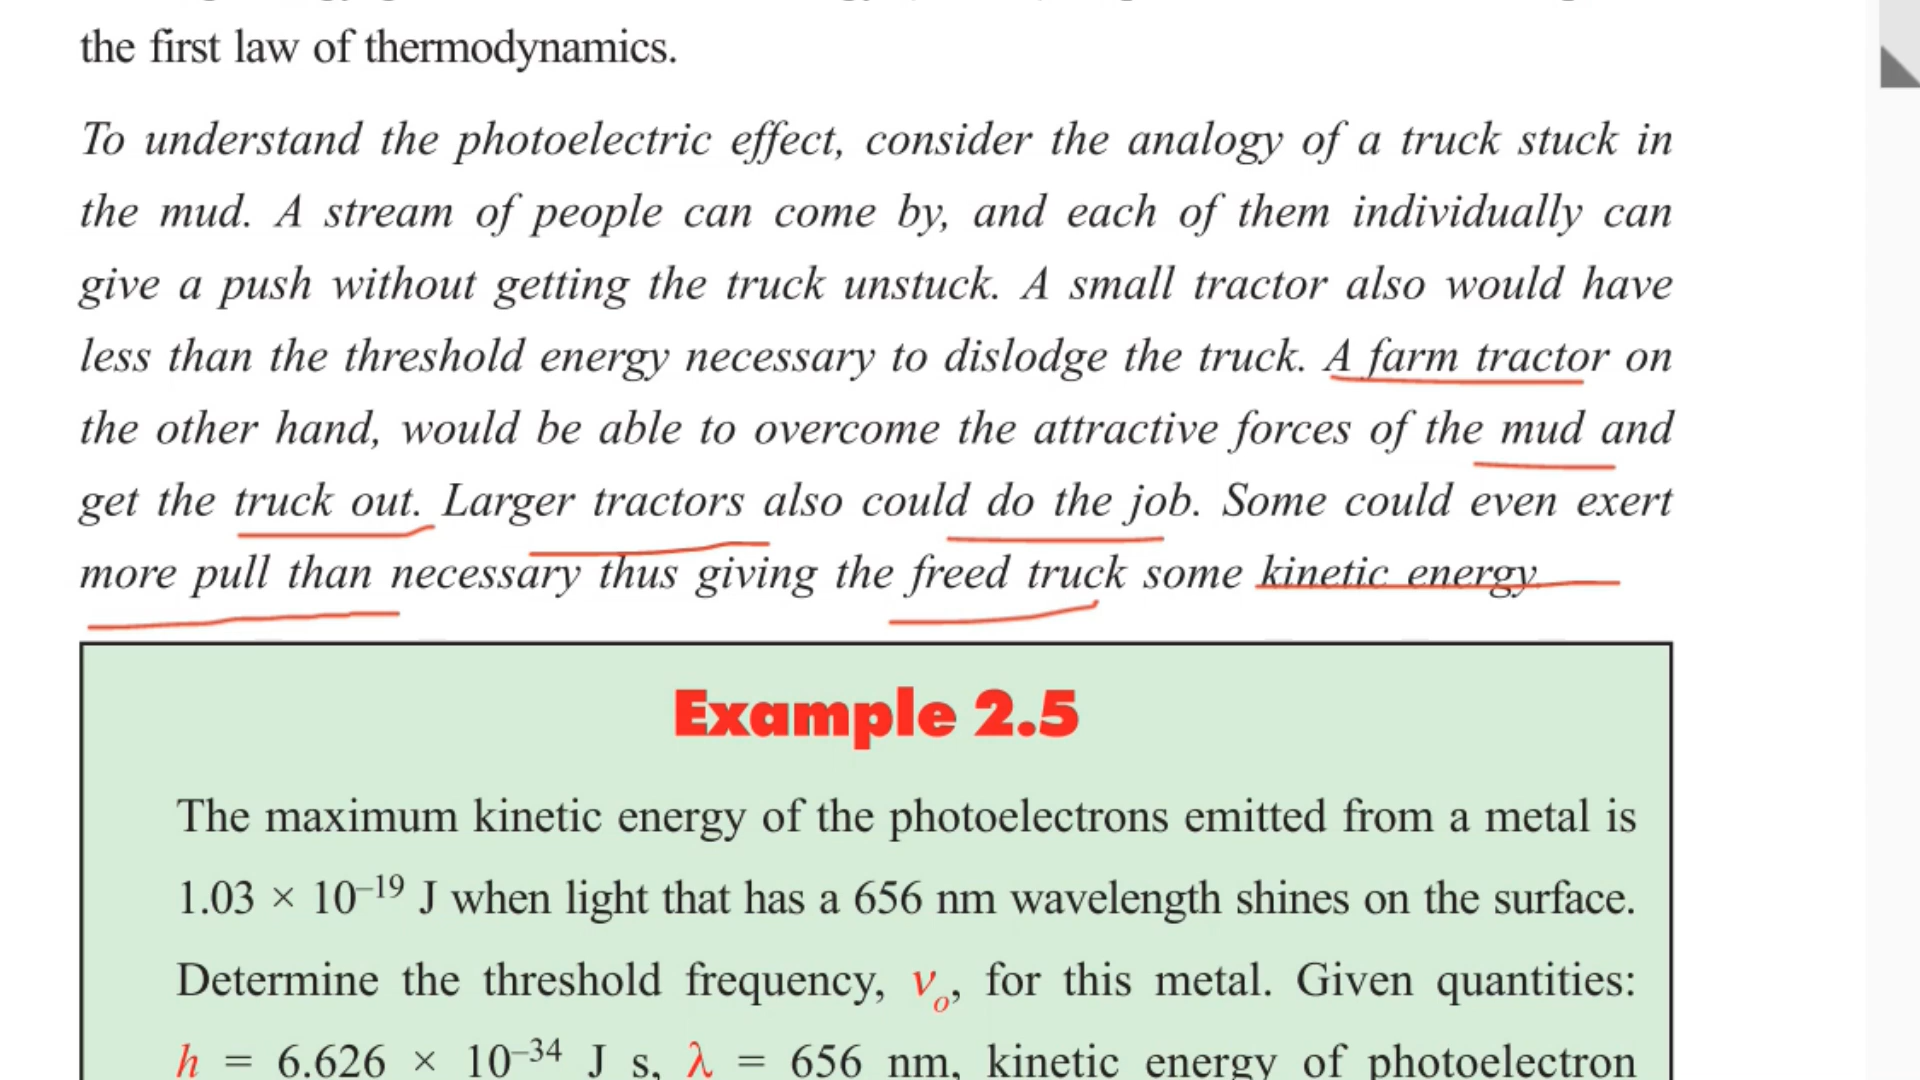 the first law of thermodynamics.
To understand the photoelectric effect, consider the analogy of a truck stuck in
the mud. A stream of people can come by, and each of them individually can
give a push without getting the truck unstuck. A small tractor also would have
less than the threshold energy necessary to dislodge the truck. A farm tractor on
the other hand, would be able to overcome the attractive forces of the mud and
get the truck out. Larger tractors also could do the job. Some could even exert
more pull than necessary thus giving the freed truck some kinetic energy.
Example 2.5
The maximum kinetic energy of the photoelectrons emitted from a metal is
1.03 × 10⁻¹⁹ J when light that has a 656 nm wavelength shines on the surface.
Determine the threshold frequency, νₒ, for this metal. Given quantities:
h = 6.626 × 10⁻³⁴ J s, λ = 656 nm, kinetic energy of photoelectron